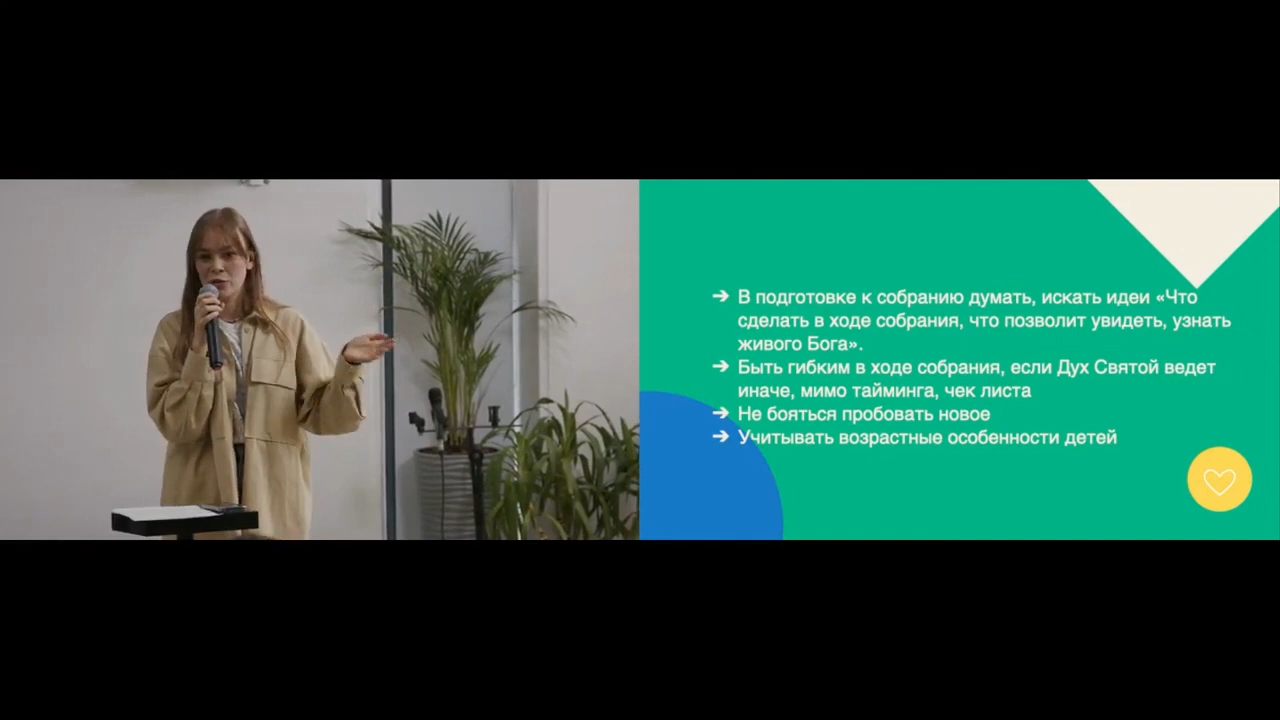 ➔ В подготовке к собранию думать, искать идеи «Что
сделать в ходе собрания, что позволит увидеть, узнать
живого Бога».
➔ Быть гибким в ходе собрания, если Дух Святой ведет
иначе, мимо тайминга, чек листа
➔ Не бояться пробовать новое
➔ Учитывать возрастные особенности детей